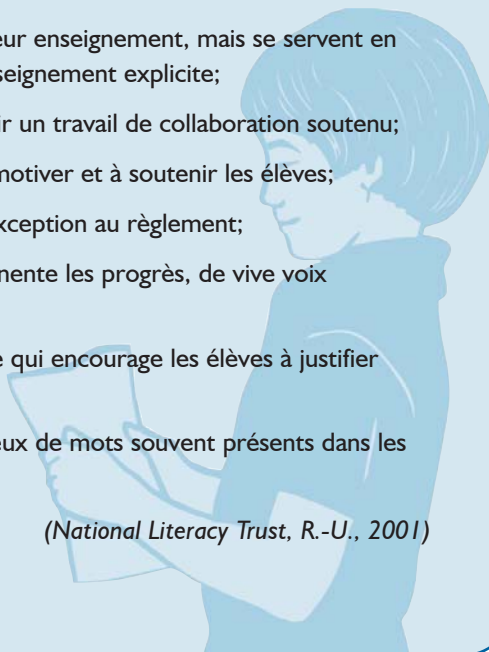 eur enseignement, mais se servent en
seignement explicite;
ir un travail de collaboration soutenu;
motiver et à soutenir les élèves;
xception au règlement;
nente les progrès, de vive voix
e qui encourage les élèves à justifier
eux de mots souvent présents dans les
(National Literacy Trust, R.-U., 2001)